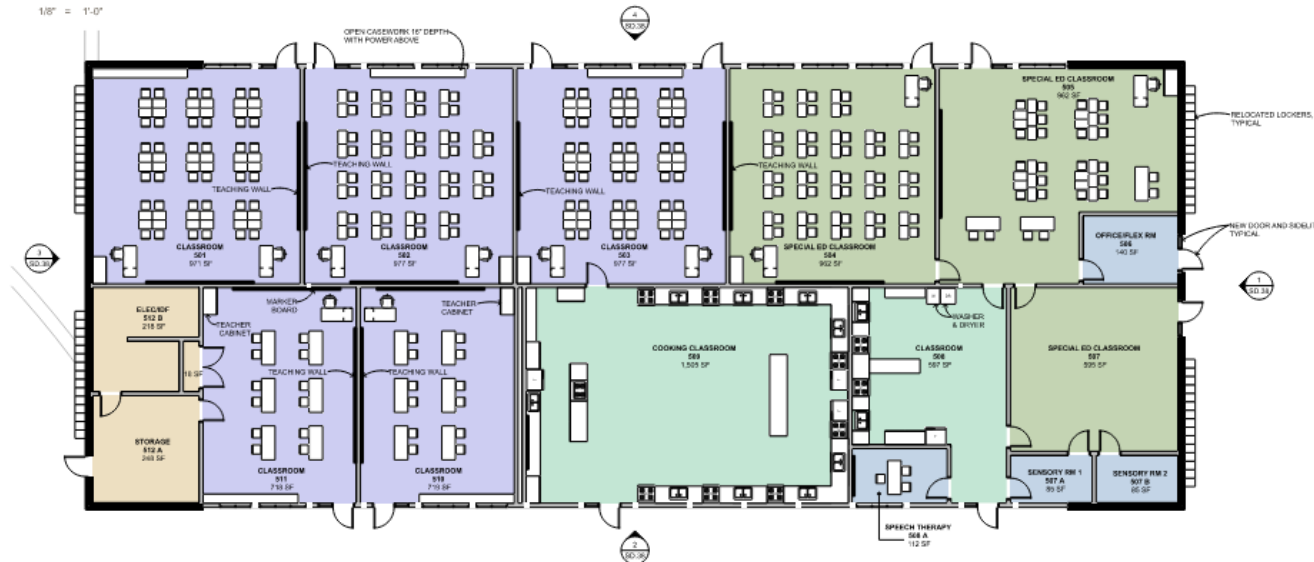 1/8" = 1'-0"
4
SD.38
OPEN CASEWORK 16" DEPTH
WITH POWER ABOVE
SPECIAL ED CLASSROOM
505
962 SF
RELOCATED LOCKERS,
TYPICAL
TEACHING WALL
TEACHING WALL
TEACHING WALL
TEACHING WALL
CLASSROOM
501
971 SF
CLASSROOM
502
977 SF
CLASSROOM
503
977 SF
SPECIAL ED CLASSROOM
504
962 SF
OFFICE/FLEX RM
506
140 SF
NEW DOOR AND SIDELIT
TYPICAL
3
SD.38
1
SD.38
ELEC/IDF
512 B
218 SF
TEACHER
CABINET
MARKER
BOARD
TEACHER
CABINET
WASHER
& DRYER
COOKING CLASSROOM
509
1,505 SF
CLASSROOM
508
587 SF
SPECIAL ED CLASSROOM
507
595 SF
18 SF
TEACHING WALL
TEACHING WALL
STORAGE
512 A
248 SF
CLASSROOM
511
718 SF
CLASSROOM
510
719 SF
SENSORY RM 1
507 A
85 SF
SENSORY RM 2
507 B
85 SF
SPEECH THERAPY
508 A
112 SF
2
SD.38